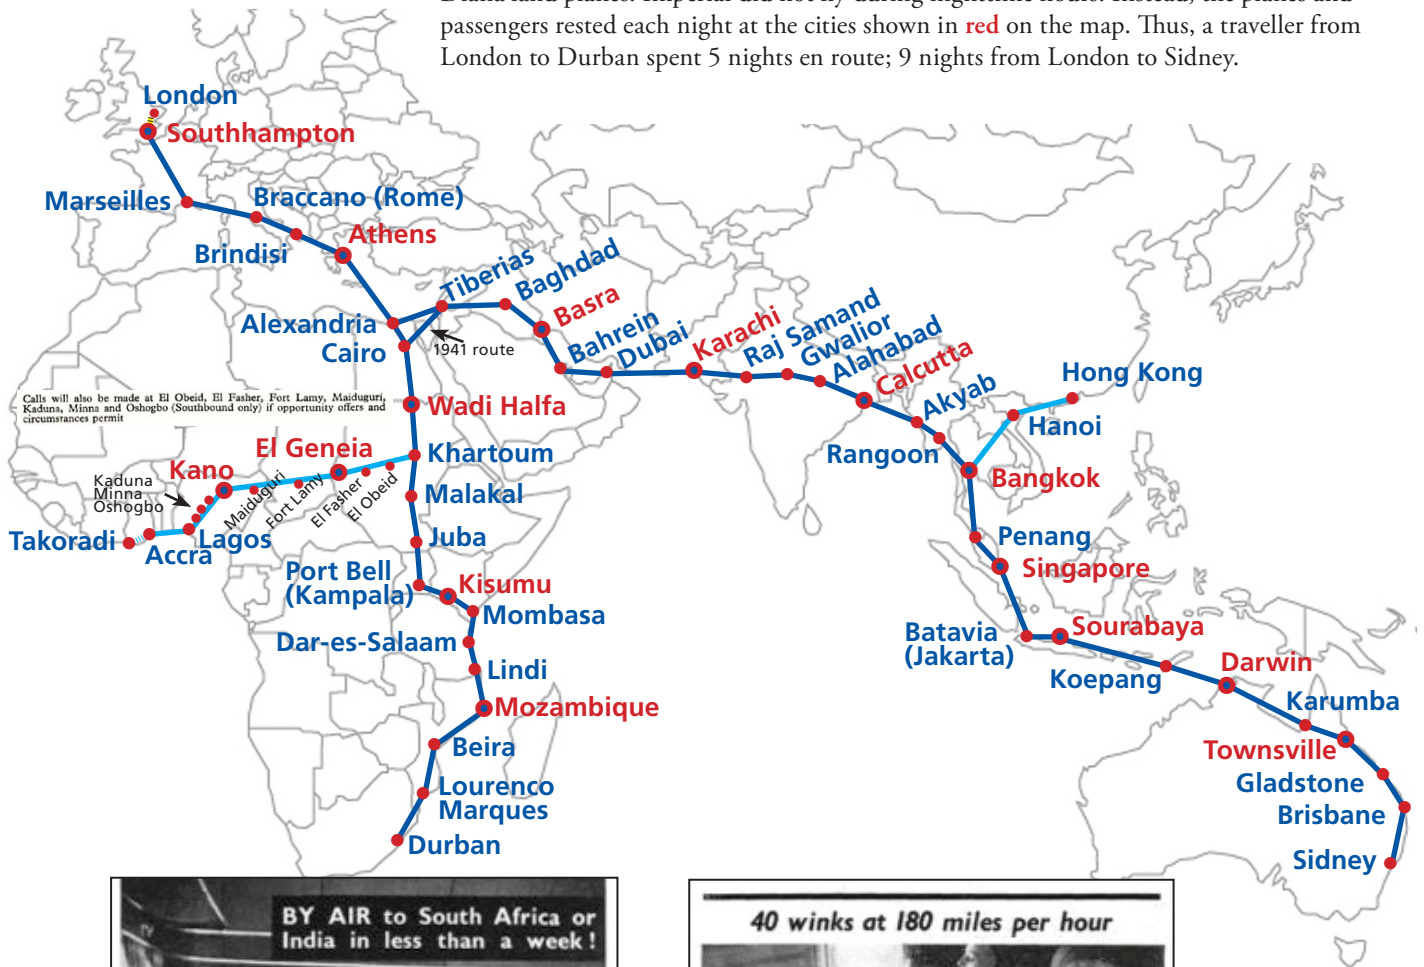 passengers rested each night at the cities shown in red on the map. Thus, a traveller from
London to Durban spent 5 nights en route; 9 nights from London to Sidney.
London
Southhampton
Marseilles
Braccano (Rome)
Brindisi
Athens
Tiberias
Baghdad
Basra
Alexandria
Cairo
1941 route
Bahrein
Dubai
Karachi
Raj Samand
Gwalior
Alahabad
Calcutta
Akyab
Rangoon
Hong Kong
Hanoi
Bangkok
Calls will also be made at El Obeid, El Fasher, Fort Lamy, Maiduguri,
Kaduna, Minna and Oshogbo (Southbound only) if opportunity offers and
circumstances permit
Wadi Halfa
El Geneia
Khartoum
Kano
Kaduna
Minna
Oshogbo
Maiduguri
Fort Lamy
El Fasher
El Obeid
Malakal
Takoradi
Accra
Lagos
Juba
Penang
Singapore
Port Bell
(Kampala)
Kisumu
Mombasa
Dar-es-Salaam
Lindi
Mozambique
Batavia
(Jakarta)
Sourabaya
Koepang
Darwin
Karumba
Townsville
Gladstone
Brisbane
Sidney
Beira
Lourenco
Marques
Durban
BY AIR to South Africa or
India in less than a week!
40 winks at 180 miles per hour